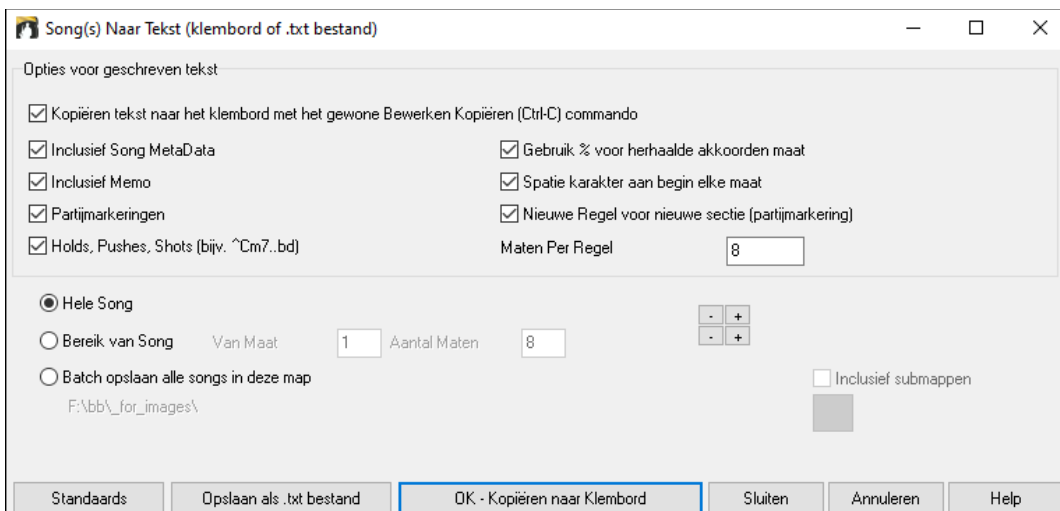 Song(s) Naar Tekst (klembord of .txt bestand)
Opties voor geschreven tekst
Kopiëren tekst naar het klembord met het gewone Bewerken Kopiëren (Ctrl-C) commando
Inclusief Song MetaData
Gebruik % voor herhaalde akkoorden maat
Inclusief Memo
Spatie karakter aan begin elke maat
Partijmarkeringen
Nieuwe Regel voor nieuwe sectie (partijmarkering)
Holds, Pushes, Shots (bijv. ^Cm7..bd)
Maten Per Regel 8
Hele Song
- +
Bereik van Song Van Maat 1 Aantal Maten 8
- +
Batch opslaan alle songs in deze map
Inclusief submappen
F:\bb\_for_images\
Standaards Opslaan als .txt bestand OK - Kopiëren naar Klembord Sluiten Annuleren Help